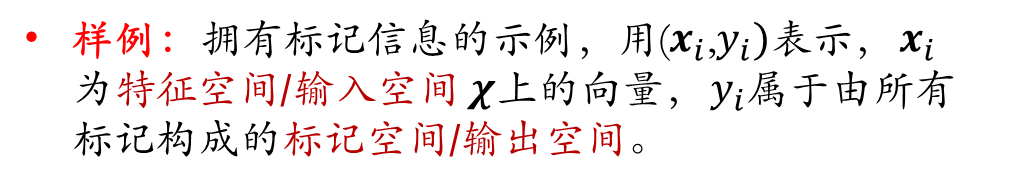 • 样例：拥有标记信息的示例，用(𝒙ᵢ,yᵢ)表示，𝒙ᵢ
为特征空间/输入空间 𝝌上的向量，yᵢ属于由所有
标记构成的标记空间/输出空间。